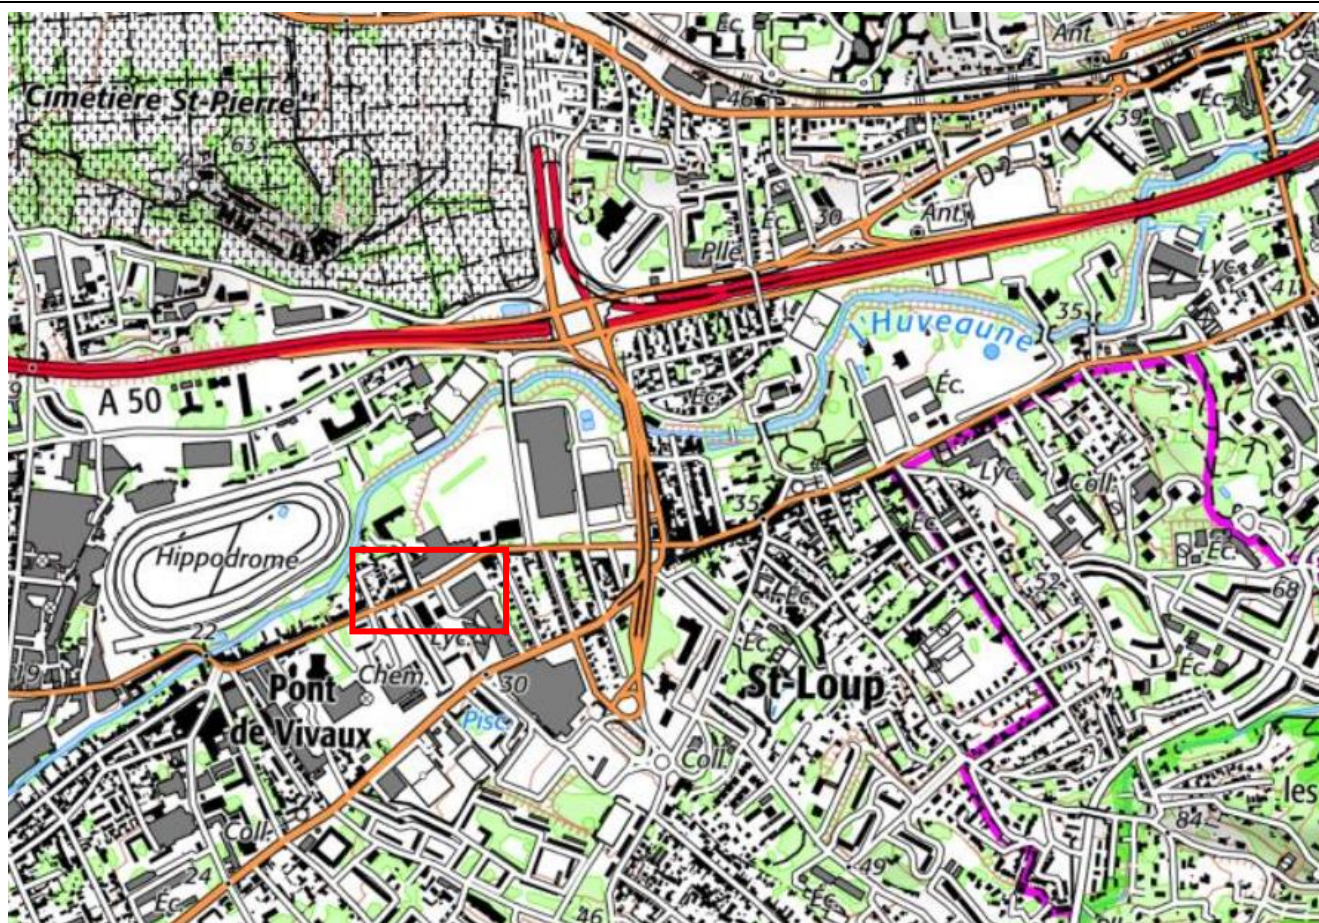 Éc.
Ant.
46
Cimetière St-Pierre
Éc.
39
63
D 2
Éc.
30
Ant.
Plle
Lyc.
41
35
Huveaune
Éc.
A 50
Éc.
Lyc.
Coll.
35
Éc.
Hippodrome
Éc.
52
Éc.
68
22
Lyc.
Éc.
19
Chem.
Éc.
Pont
de Vivaux
30
St-Loup
Pisc.
Coll.
les
84
Coll.
24
49
Éc.
Éc.
46